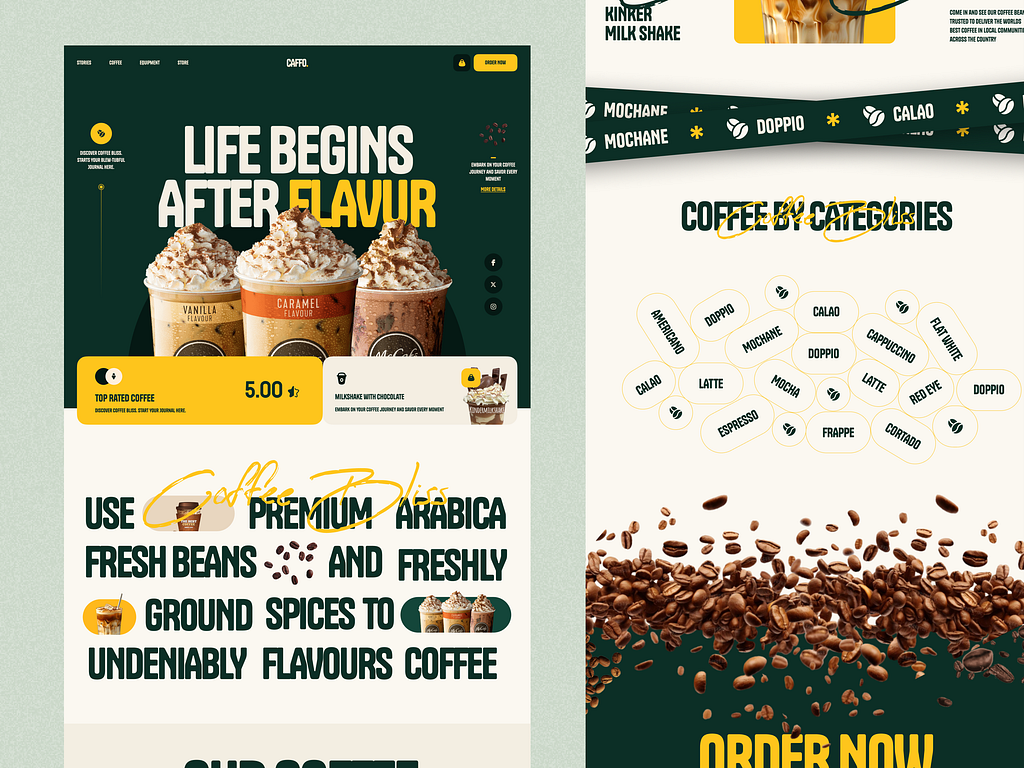 STORIES COFFEE EQUIPMENT STORE
CAFFO.
ORDER NOW
DISCOVER COFFEE BLISS.
STARTS YOUR BLEW-TUBFUL
JOURNAL HERE.
LIFE BEGINS
AFTER FLAVUR
EMBARK ON YOUR COFFEE
JOURNEY AND SAVOR EVERY
MOMENT
MORE DETAILS
VANILLA
FLAVOUR
CARAMEL
FLAVOUR
McCafé
TOP RATED COFFEE
DISCOVER COFFEE BLISS. START YOUR JOURNAL HERE.
5.00
MILKSHAKE WITH CHOCOLATE
EMBARK ON YOUR COFFEE JOURNEY AND SAVOR EVERY MOMENT
KINDERMILKSHAKE
Coffee Bliss
USE PREMIUM ARABICA
FRESH BEANS AND FRESHLY
GROUND SPICES TO
UNDENIABLY FLAVOURS COFFEE
OUR COFFEE
KINKER
MILK SHAKE
COME IN AND SEE OUR COFFEE BEAN
TRUSTED TO DELIVER THE WORLDS
BEST COFFEE IN LOCAL COMMUNITI
ACROSS THE COUNTRY
MOCHANE
CALAO
MOCHANE
DOPPIO
COFFEE BY CATEGORIES
Coffee Bliss
AMERICANO
DOPPIO
MOCHANE
CALAO
DOPPIO
CAPPUCCINO
FLAT WHITE
CALAO
LATTE
MOCHA
LATTE
RED EYE
DOPPIO
ESPRESSO
FRAPPE
CORTADO
ORDER NOW